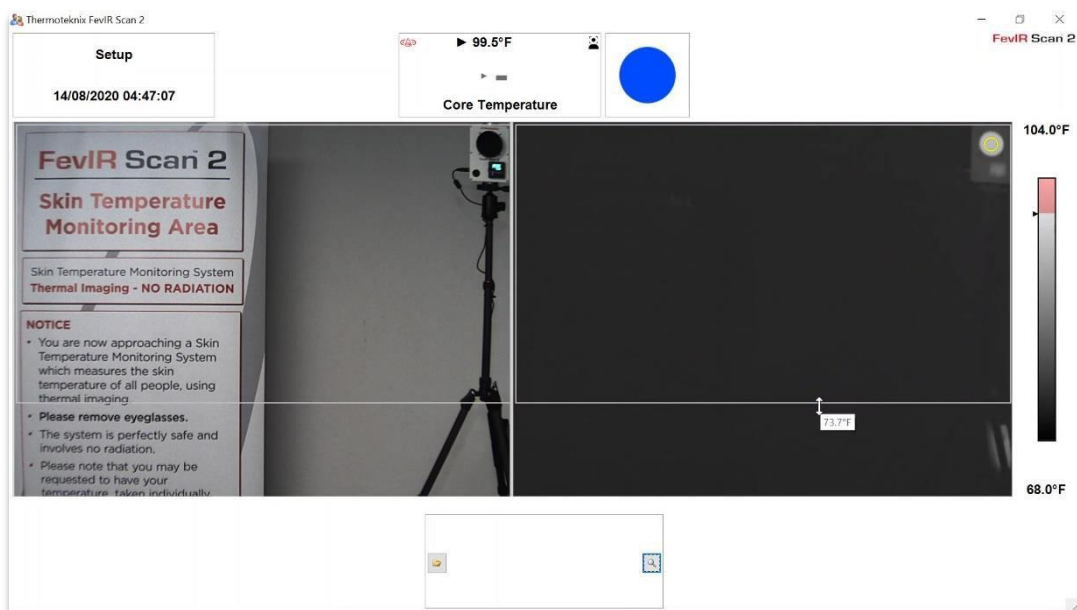 Thermoteknix FevIR Scan 2
FevIR Scan 2
Setup
14/08/2020 04:47:07
99.5°F
Core Temperature
FevIR Scan 2
Skin Temperature
Monitoring Area
Skin Temperature Monitoring System
Thermal Imaging - NO RADIATION
NOTICE
• You are now approaching a Skin
Temperature Monitoring System
which measures the skin
temperature of all people, using
thermal imaging.
• Please remove eyeglasses.
• The system is perfectly safe and
involves no radiation.
• Please note that you may be
requested to have your
temperature taken individually
104.0°F
73.7°F
68.0°F